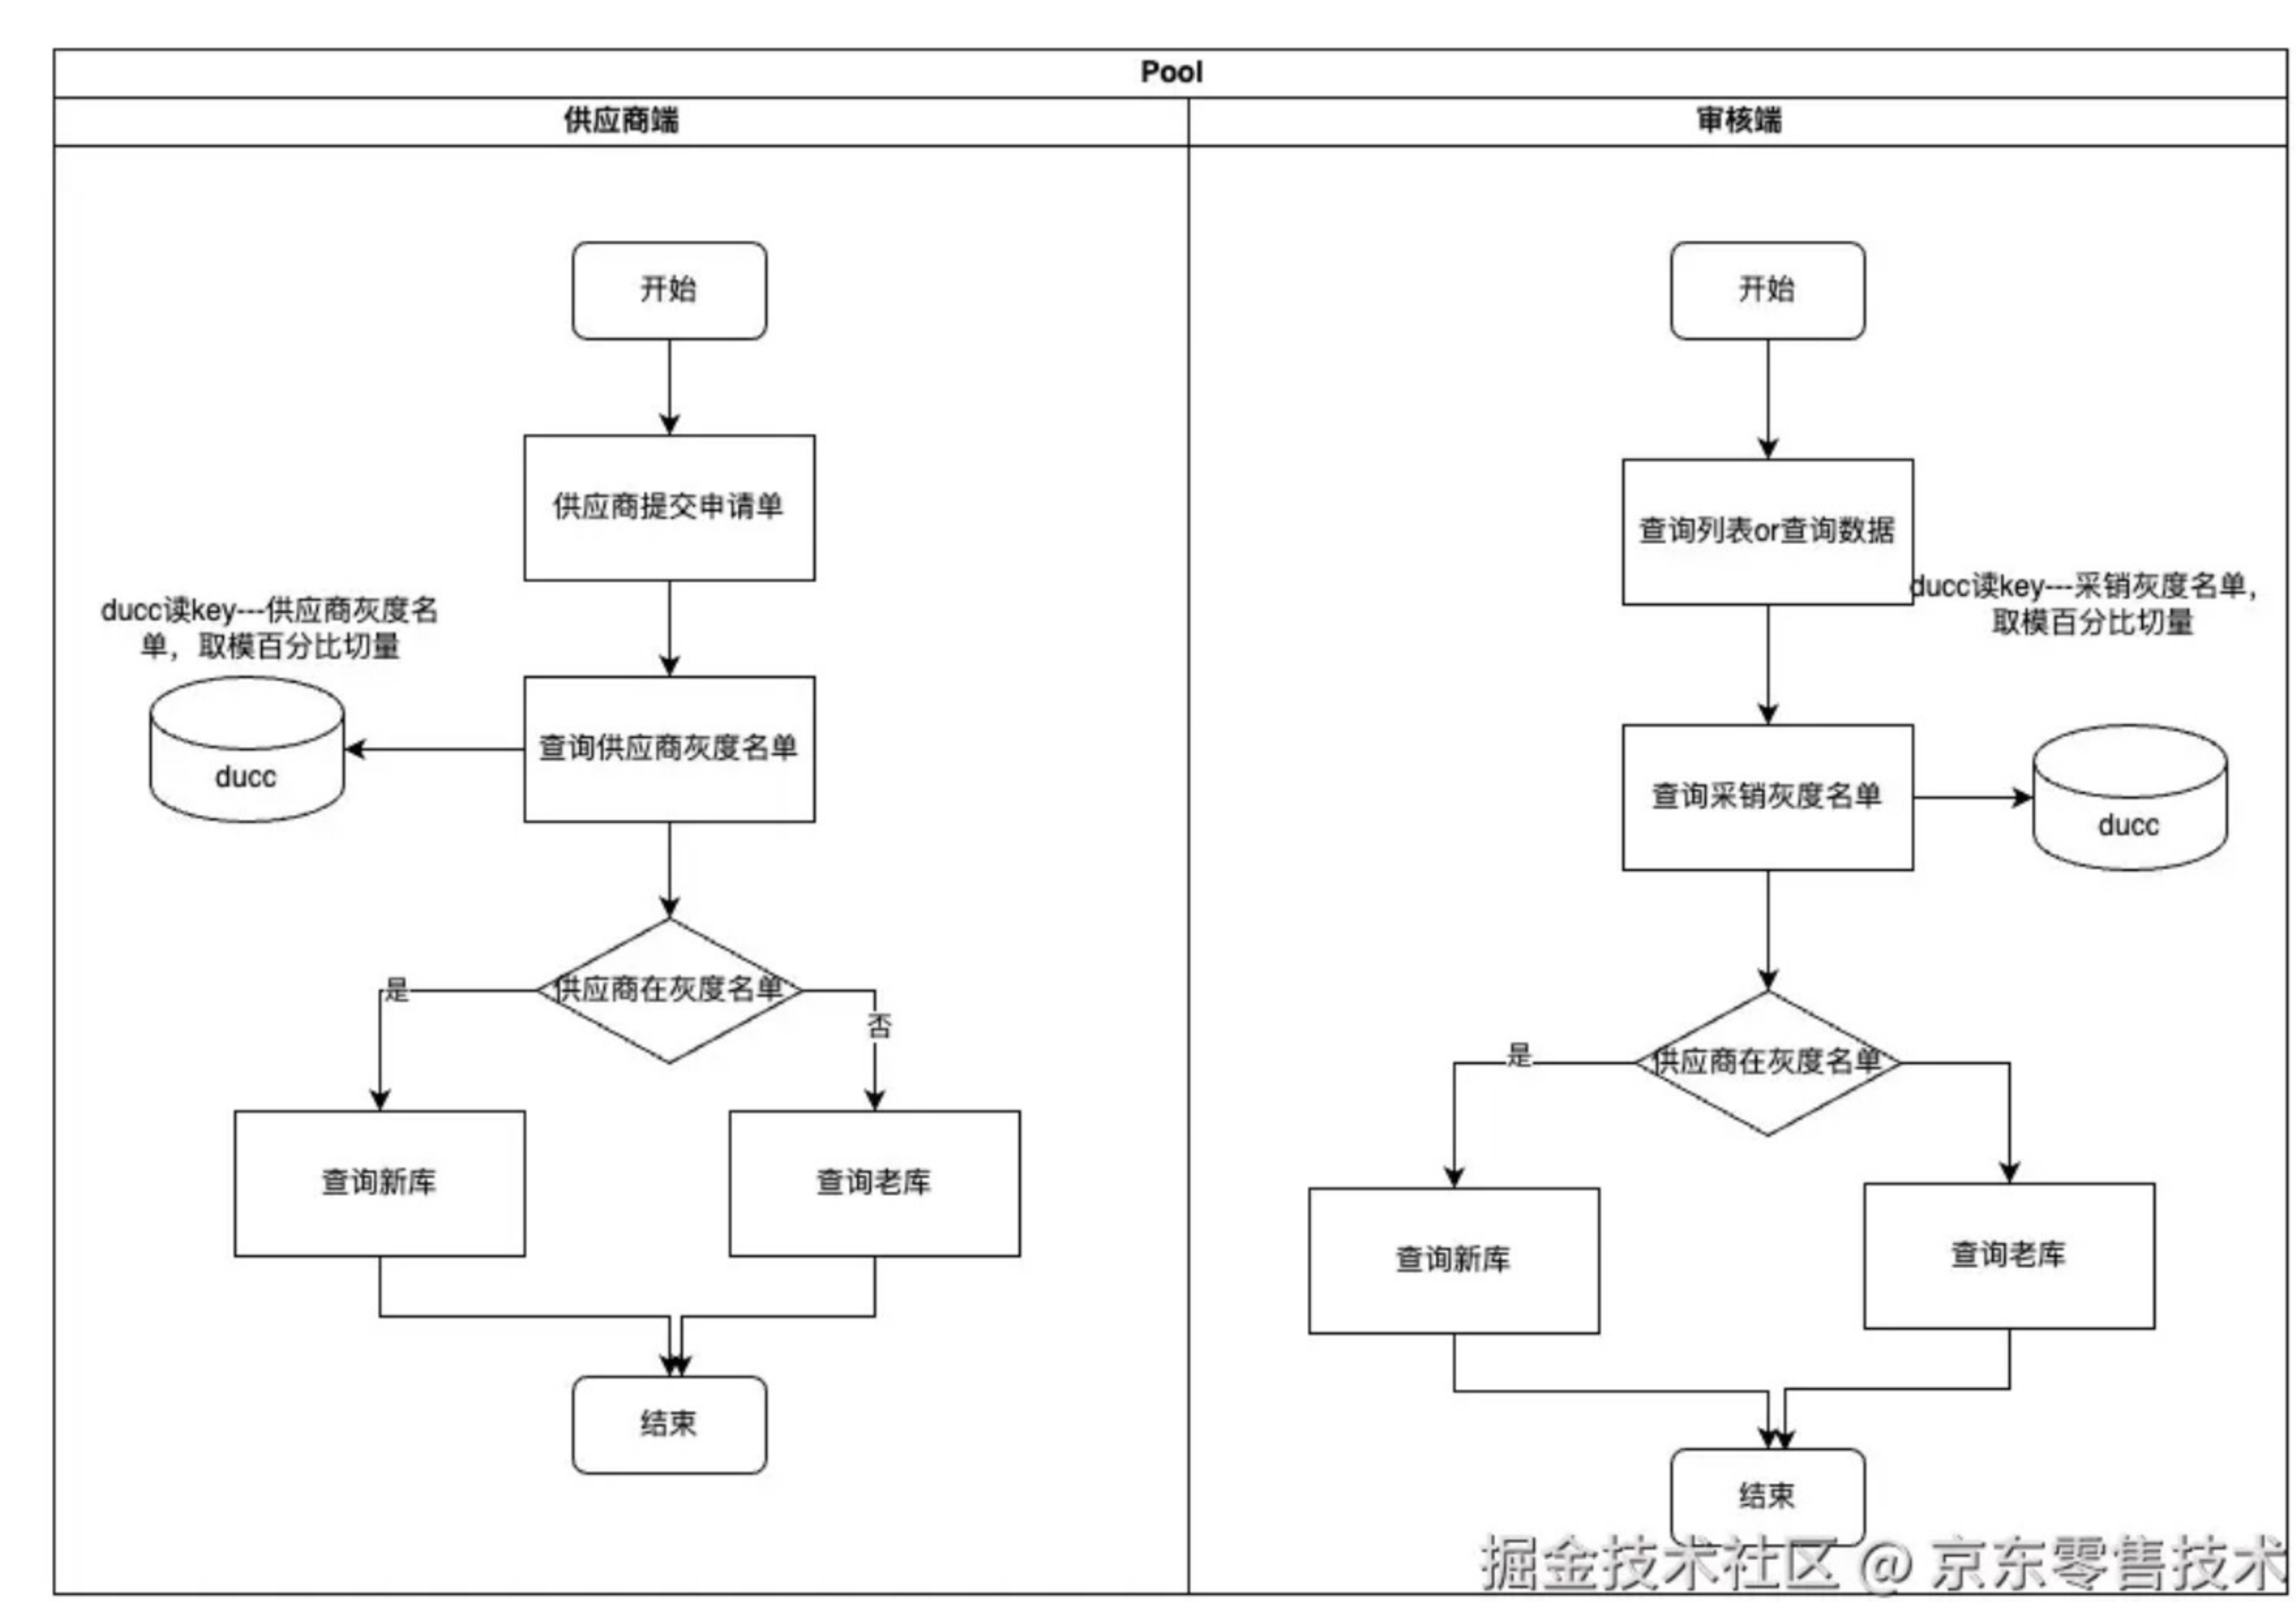 Pool
供应商端
审核端
开始
供应商提交申请单
ducc读key---供应商灰度名
单，取模百分比切量
ducc
查询供应商灰度名单
供应商在灰度名单
是
否
查询新库
查询老库
结束
开始
查询列表or查询数据
ducc读key---采销灰度名单，
取模百分比切量
查询采销灰度名单
ducc
供应商在灰度名单
是
查询新库
查询老库
结束
掘金技术社区 @ 京东零售技术